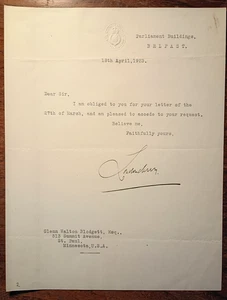 Parliament Buildings,
BELFAST.
April,
Dear Sir,
I am obliged to you for your letter of the
27th of March, and am pleased to accede to your request.
Believe me,
Faithfully yours,
Londonderry
Glenn Walton Blodgett, Esq.,
513 Summit Avenue,
St. Paul,
Minnesota, U.S.A.